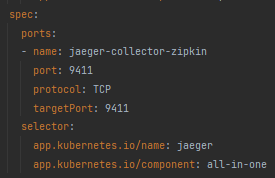 spec:
  ports:
  - name: jaeger-collector-zipkin
    port: 9411
    protocol: TCP
    targetPort: 9411
  selector:
    app.kubernetes.io/name: jaeger
    app.kubernetes.io/component: all-in-one